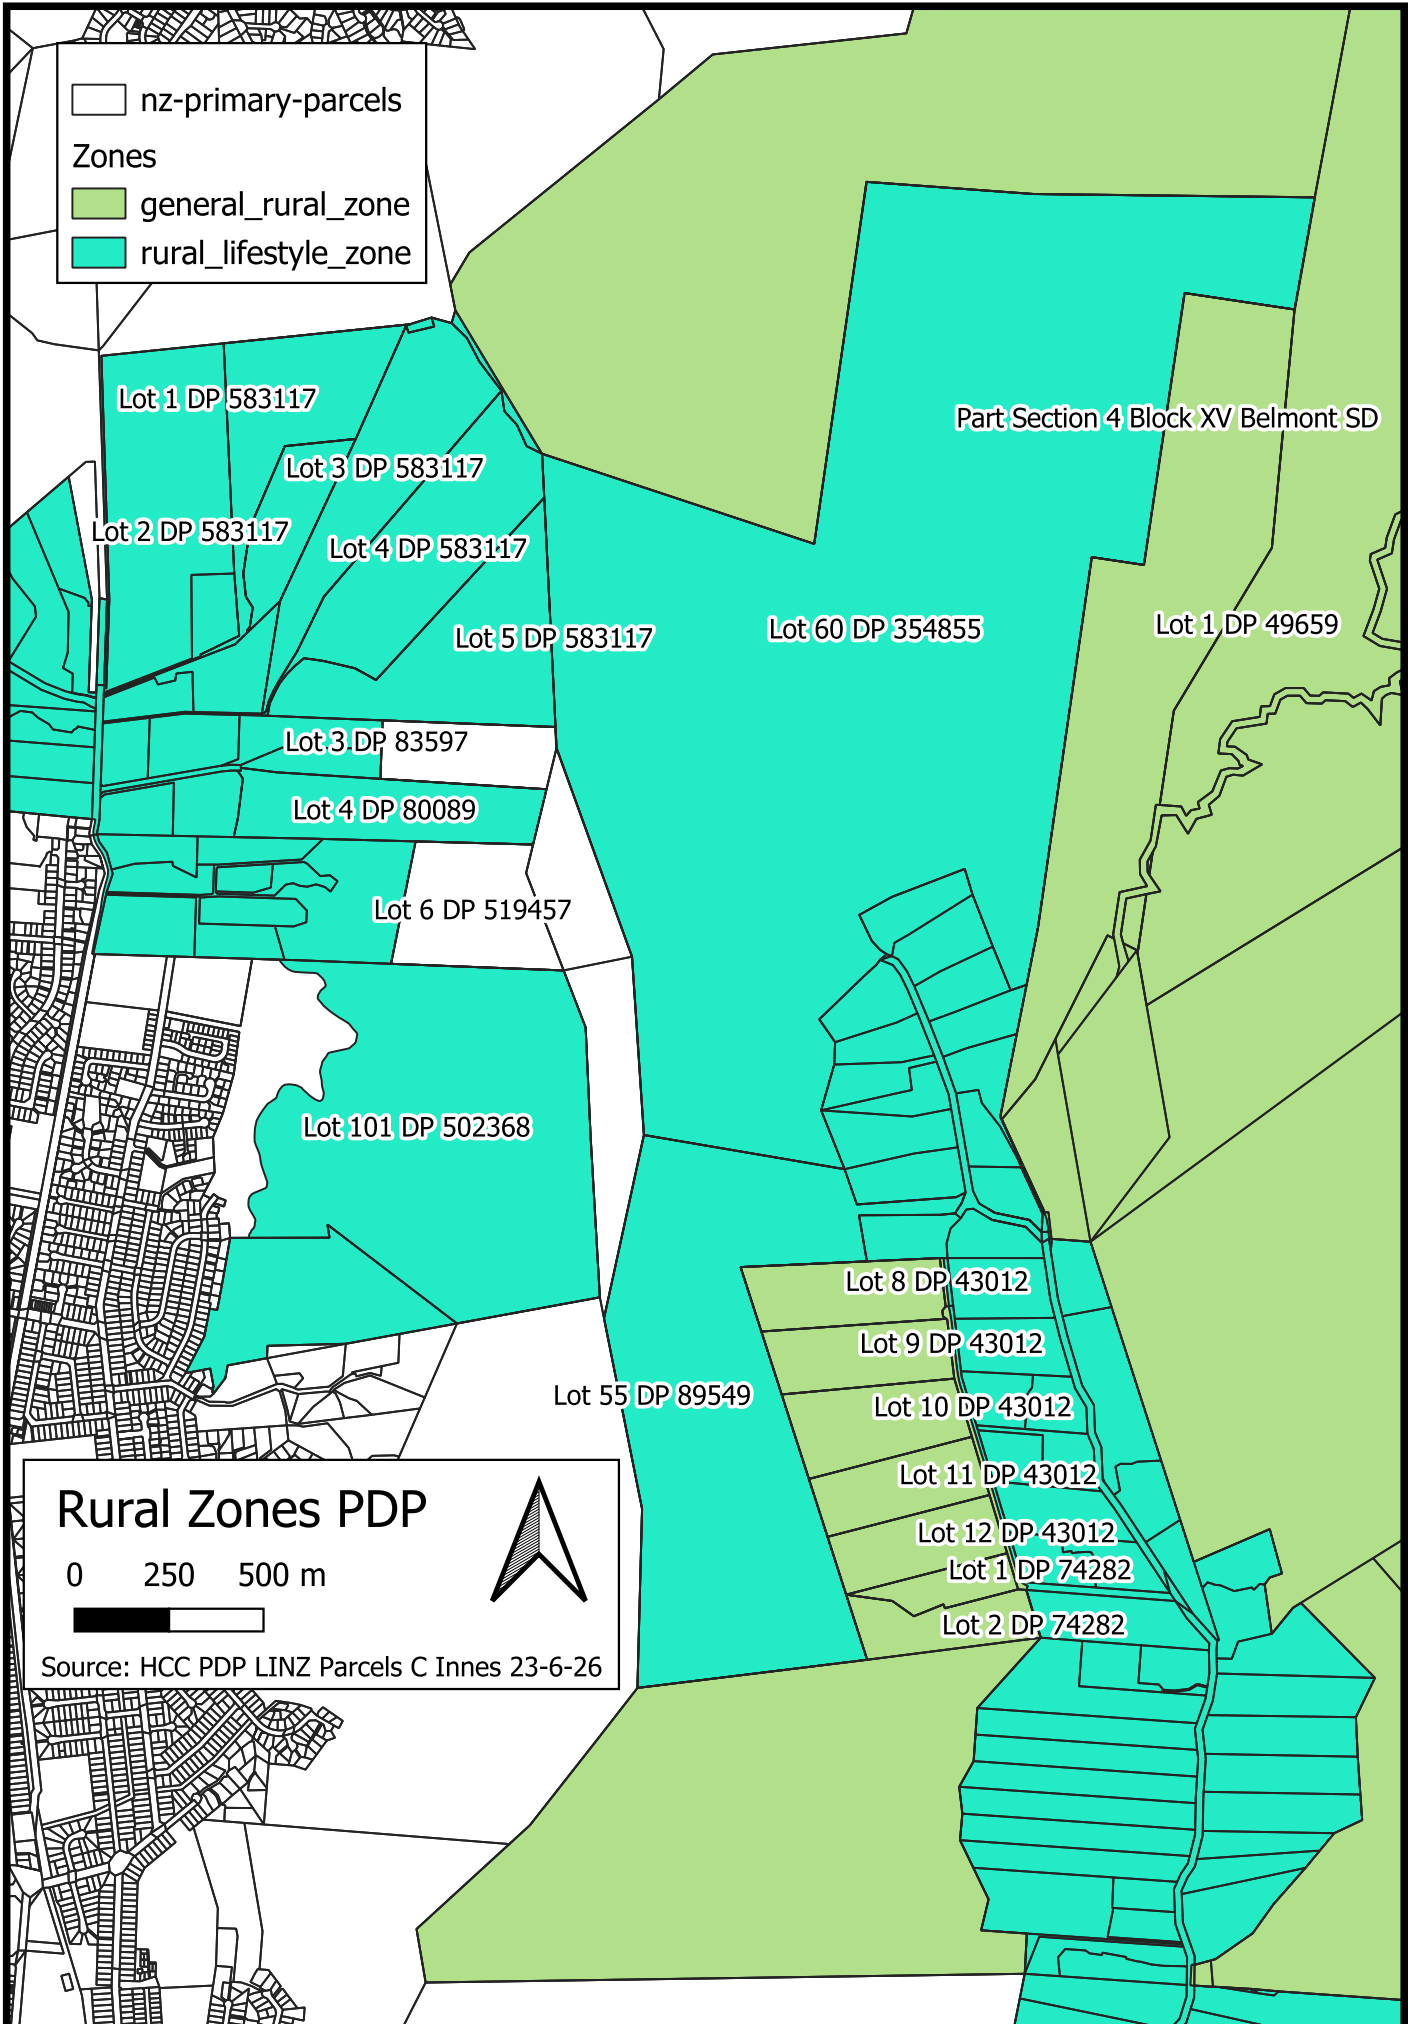 nz-primary-parcels
Zones
general_rural_zone
rural_lifestyle_zone
Lot 1 DP 583117
Part Section 4 Block XV Belmont SD
Lot 3 DP 583117
Lot 2 DP 583117
Lot 4 DP 583117
Lot 5 DP 583117
Lot 60 DP 354855
Lot 1 DP 49659
Lot 3 DP 83597
Lot 4 DP 80089
Lot 6 DP 519457
Lot 101 DP 502368
Lot 8 DP 43012
Lot 9 DP 43012
Lot 55 DP 89549
Lot 10 DP 43012
Lot 11 DP 43012
Lot 12 DP 43012
Lot 1 DP 74282
Lot 2 DP 74282
Rural Zones PDP
0 250 500 m
Source: HCC PDP LINZ Parcels C Innes 23-6-26